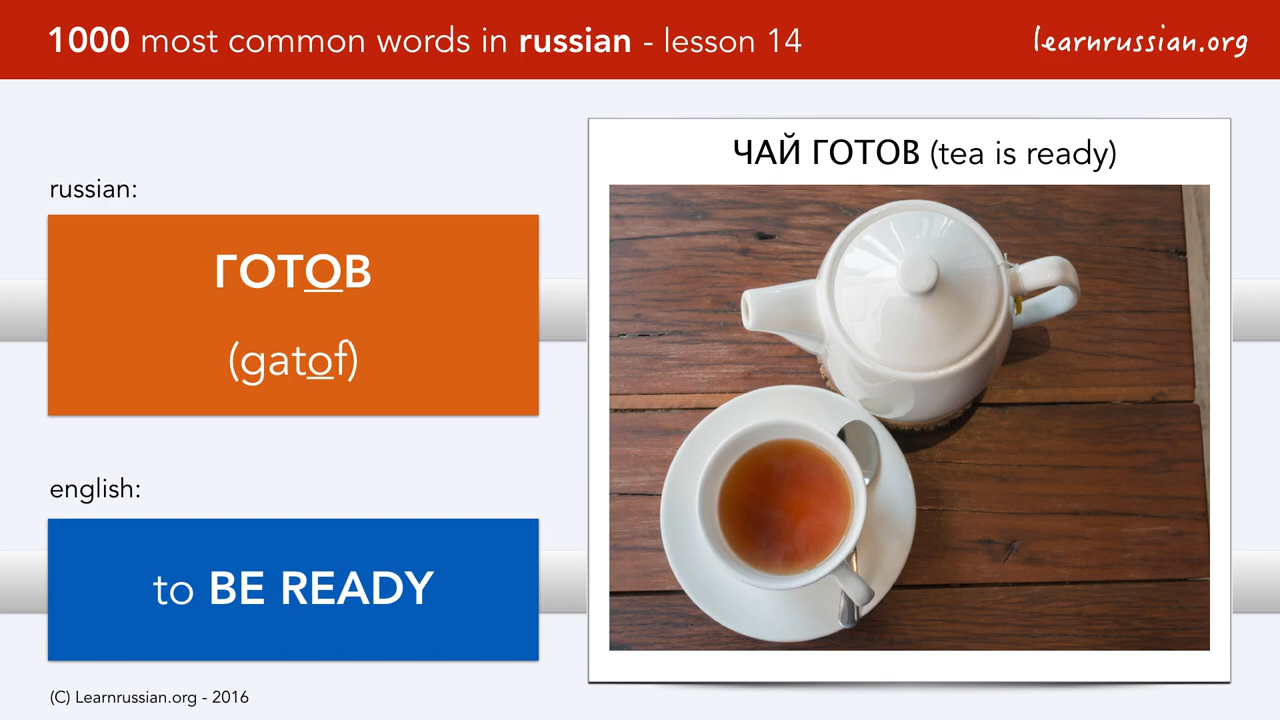 1000 most common words in russian - lesson 14
learnrussian.org
russian:
ГОТОВ
(gatof)
english:
to BE READY
ЧАЙ ГОТОВ (tea is ready)
(C) Learnrussian.org - 2016